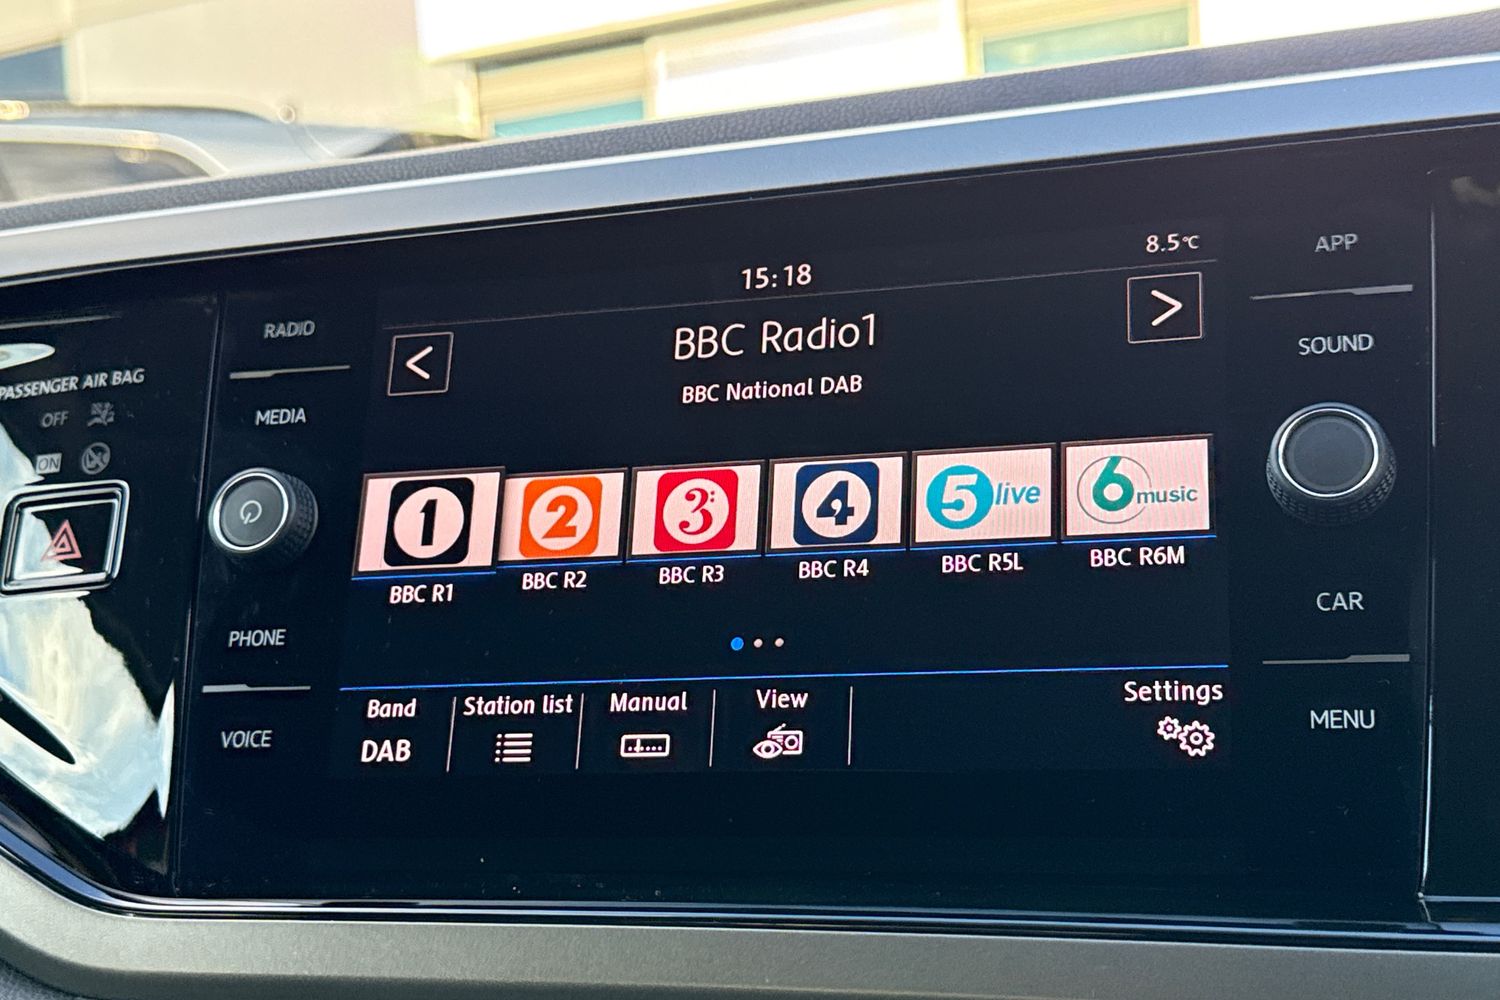 PASSENGER AIR BAG
OFF
ON
RADIO
MEDIA
PHONE
VOICE
15:18
8.5°C
<
BBC Radio1
>
BBC National DAB
1
2
3
4
5 live
6 music
BBC R1
BBC R2
BBC R3
BBC R4
BBC R5L
BBC R6M
Band
DAB
Station list
Manual
View
Settings
APP
SOUND
CAR
MENU